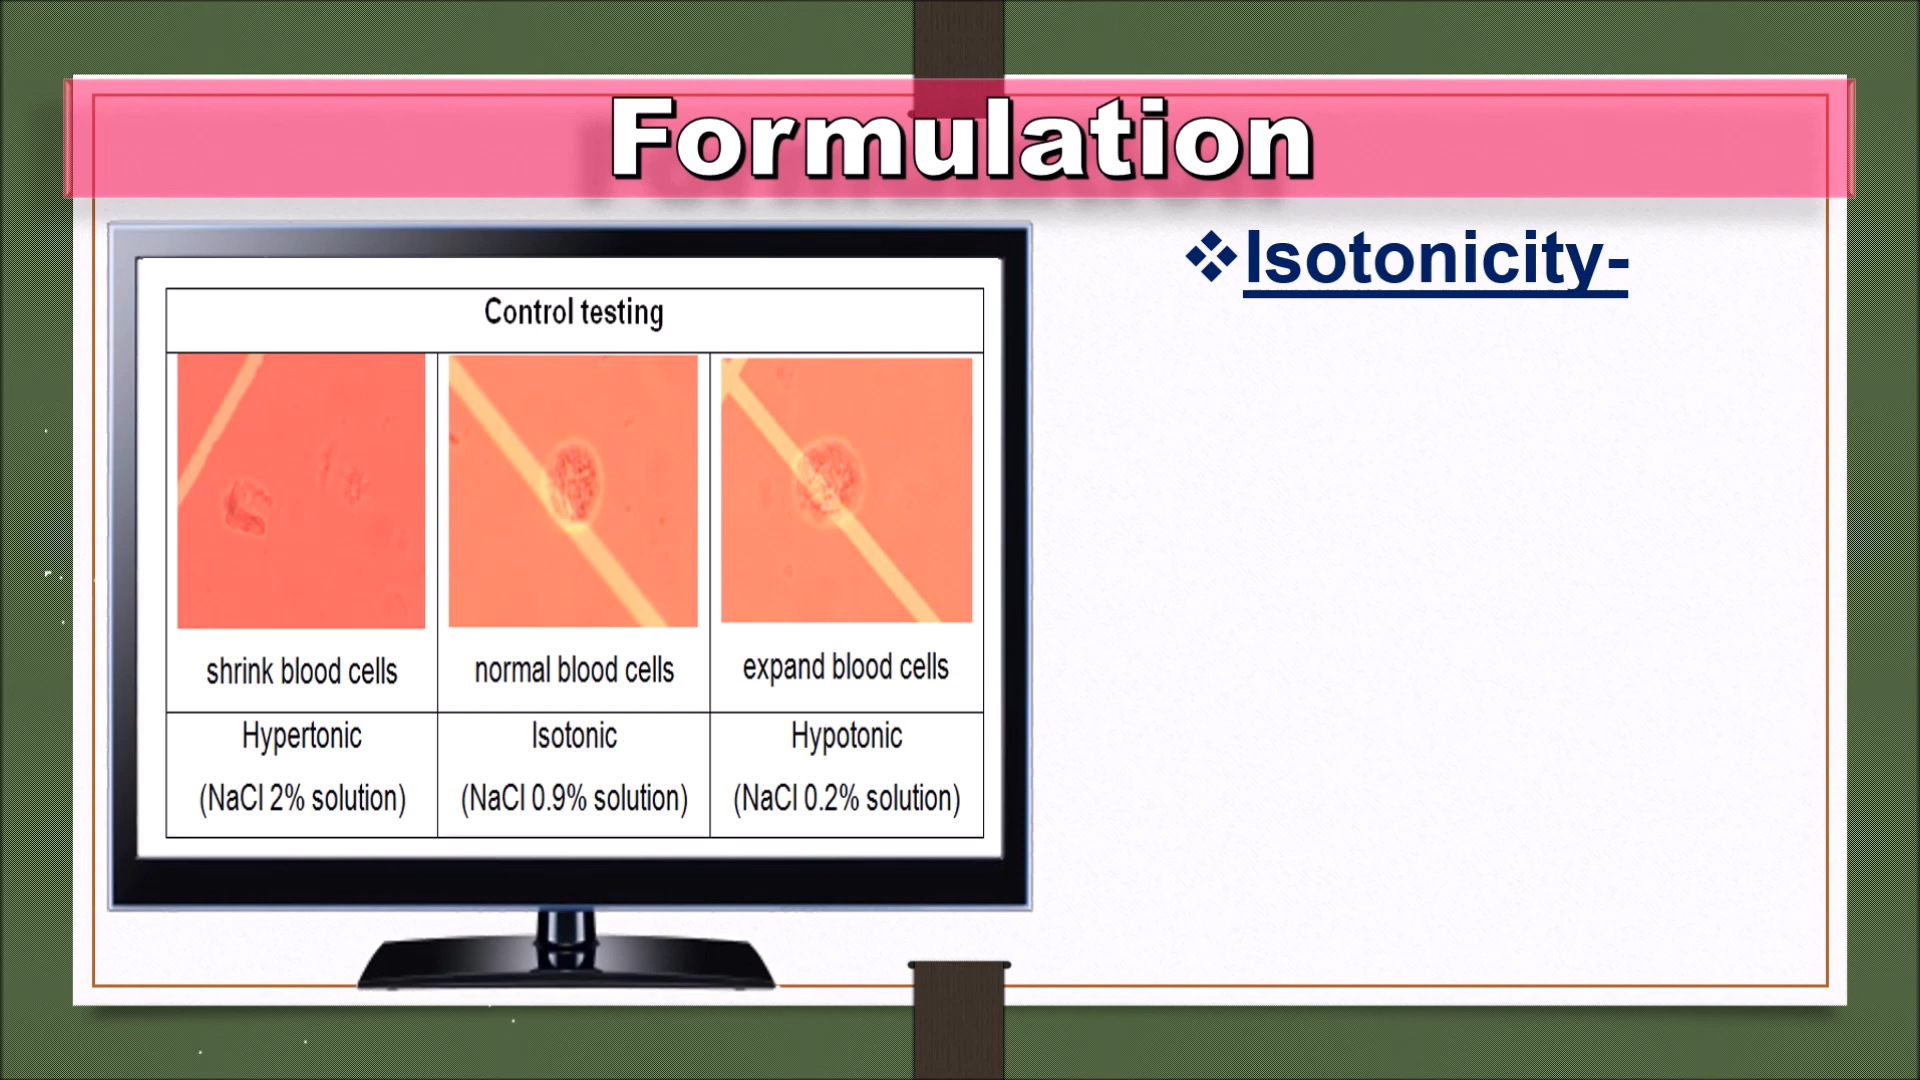 Formulation
Control testing
shrink blood cells
normal blood cells
expand blood cells
Hypertonic
(NaCl 2% solution)
Isotonic
(NaCl 0.9% solution)
Hypotonic
(NaCl 0.2% solution)
❖Isotonicity-